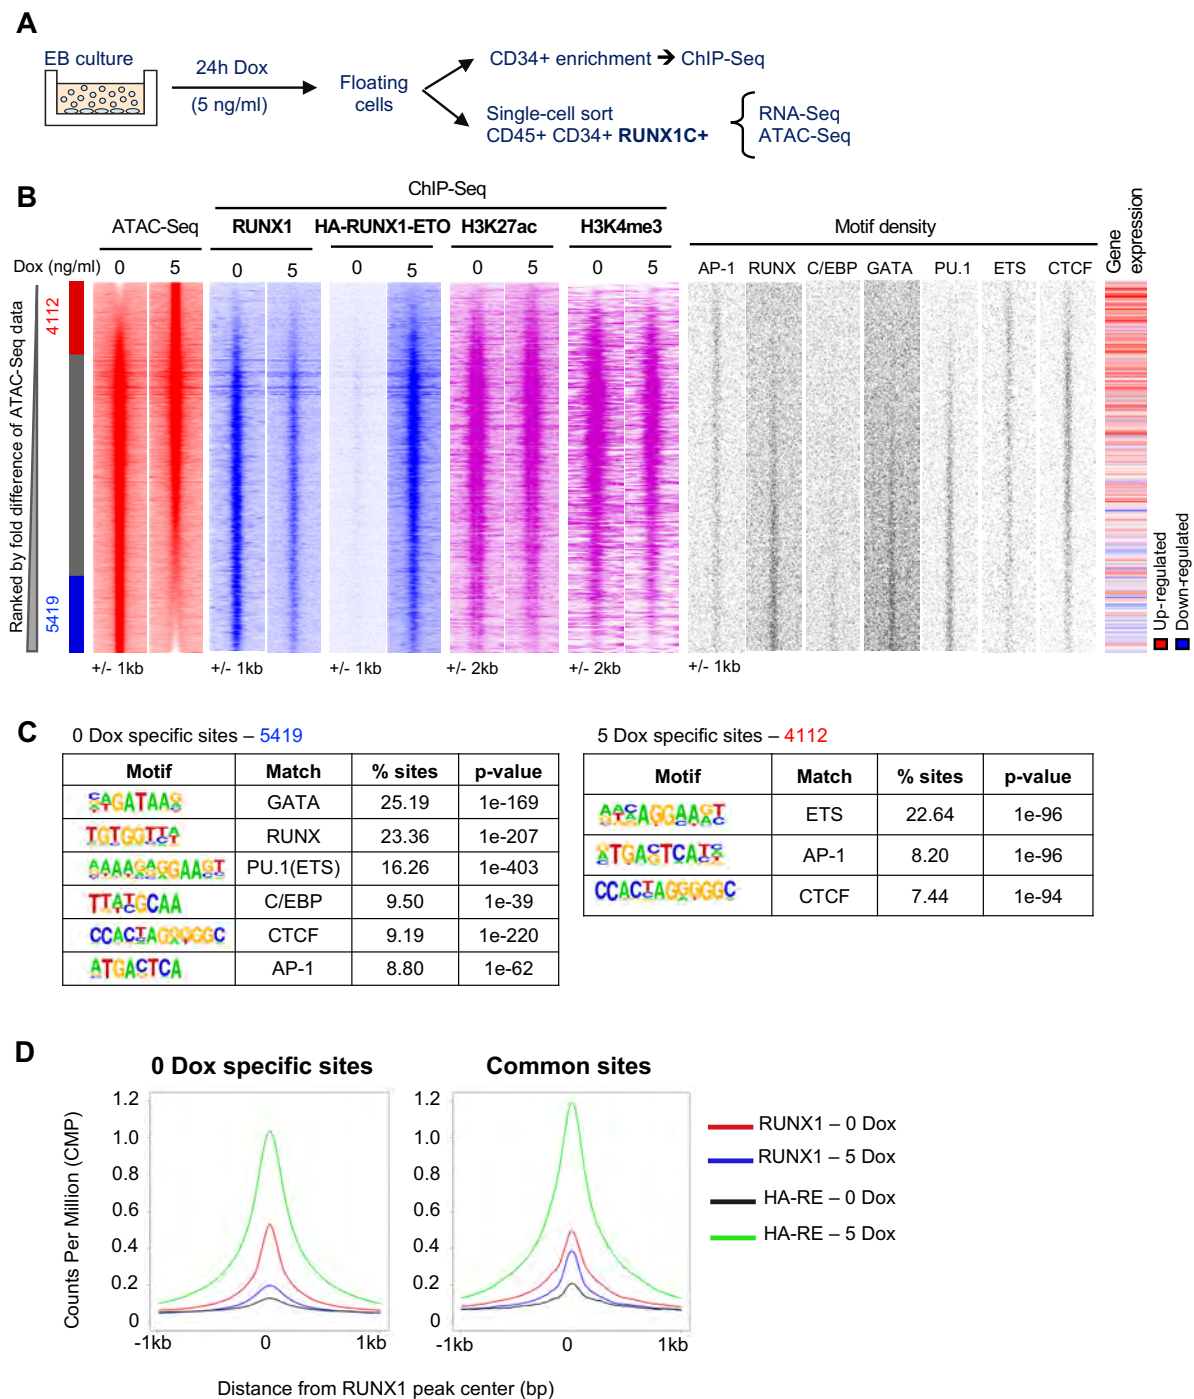 A
EB culture
24h Dox
(5 ng/ml)
Floating
cells
CD34+ enrichment ➔ ChIP-Seq
Single-cell sort
CD45+ CD34+ RUNX1C+
RNA-Seq
ATAC-Seq
B
ChIP-Seq
ATAC-Seq RUNX1 HA-RUNX1-ETO H3K27ac H3K4me3 Motif density
Gene expression
Dox (ng/ml) 0 5 0 5 0 5 0 5 0 5 AP-1 RUNX C/EBP GATA PU.1 ETS CTCF
Ranked by fold difference of ATAC-Seq data
4112
5419
Up-regulated
Down-regulated
+/- 1kb +/- 1kb +/- 1kb +/- 2kb +/- 2kb +/- 1kb
C
0 Dox specific sites – 5419
Motif Match % sites p-value
GATA 25.19 1e-169
TGTGGTTA RUNX 23.36 1e-207
PU.1(ETS) 16.26 1e-403
TTATGCAA C/EBP 9.50 1e-39
CTCF 9.19 1e-220
ATGACTCA AP-1 8.80 1e-62
5 Dox specific sites – 4112
Motif Match % sites p-value
ETS 22.64 1e-96
AP-1 8.20 1e-96
CTCF 7.44 1e-94
D
0 Dox specific sites
Common sites
Counts Per Million (CMP)
1.2
1.0
0.8
0.6
0.4
0.2
0
-1kb 0 1kb
1.2
1.0
0.8
0.6
0.4
0.2
0
-1kb 0 1kb
RUNX1 – 0 Dox
RUNX1 – 5 Dox
HA-RE – 0 Dox
HA-RE – 5 Dox
Distance from RUNX1 peak center (bp)